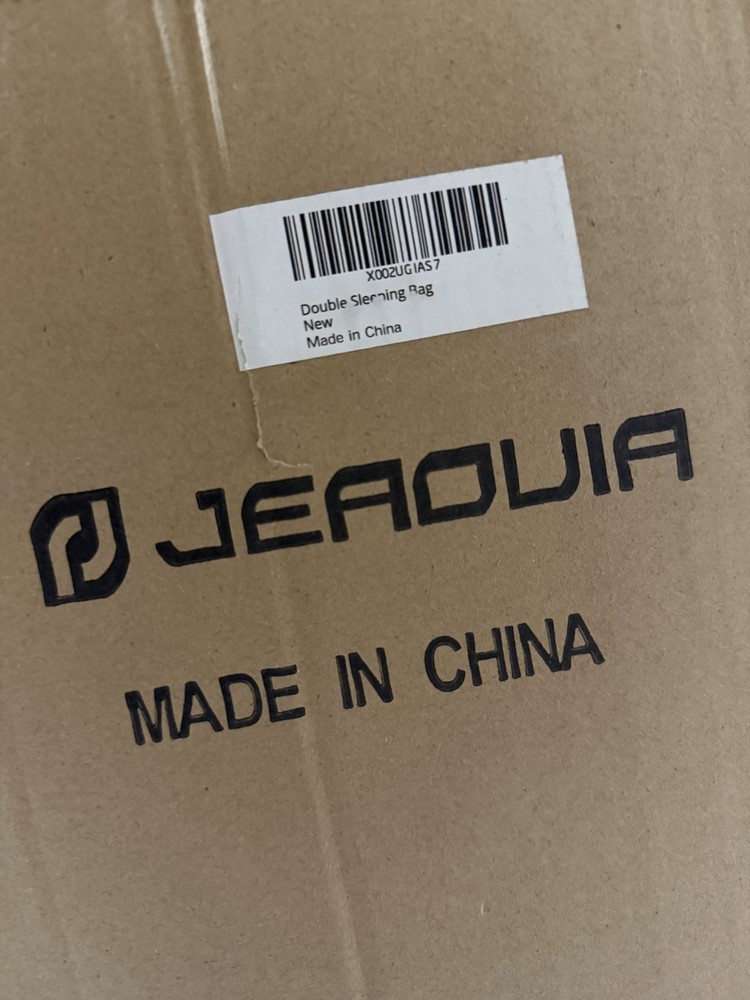 X002UGIAS7
Double Sleeping Bag
New
Made in China
JEAOUIA
MADE IN CHINA